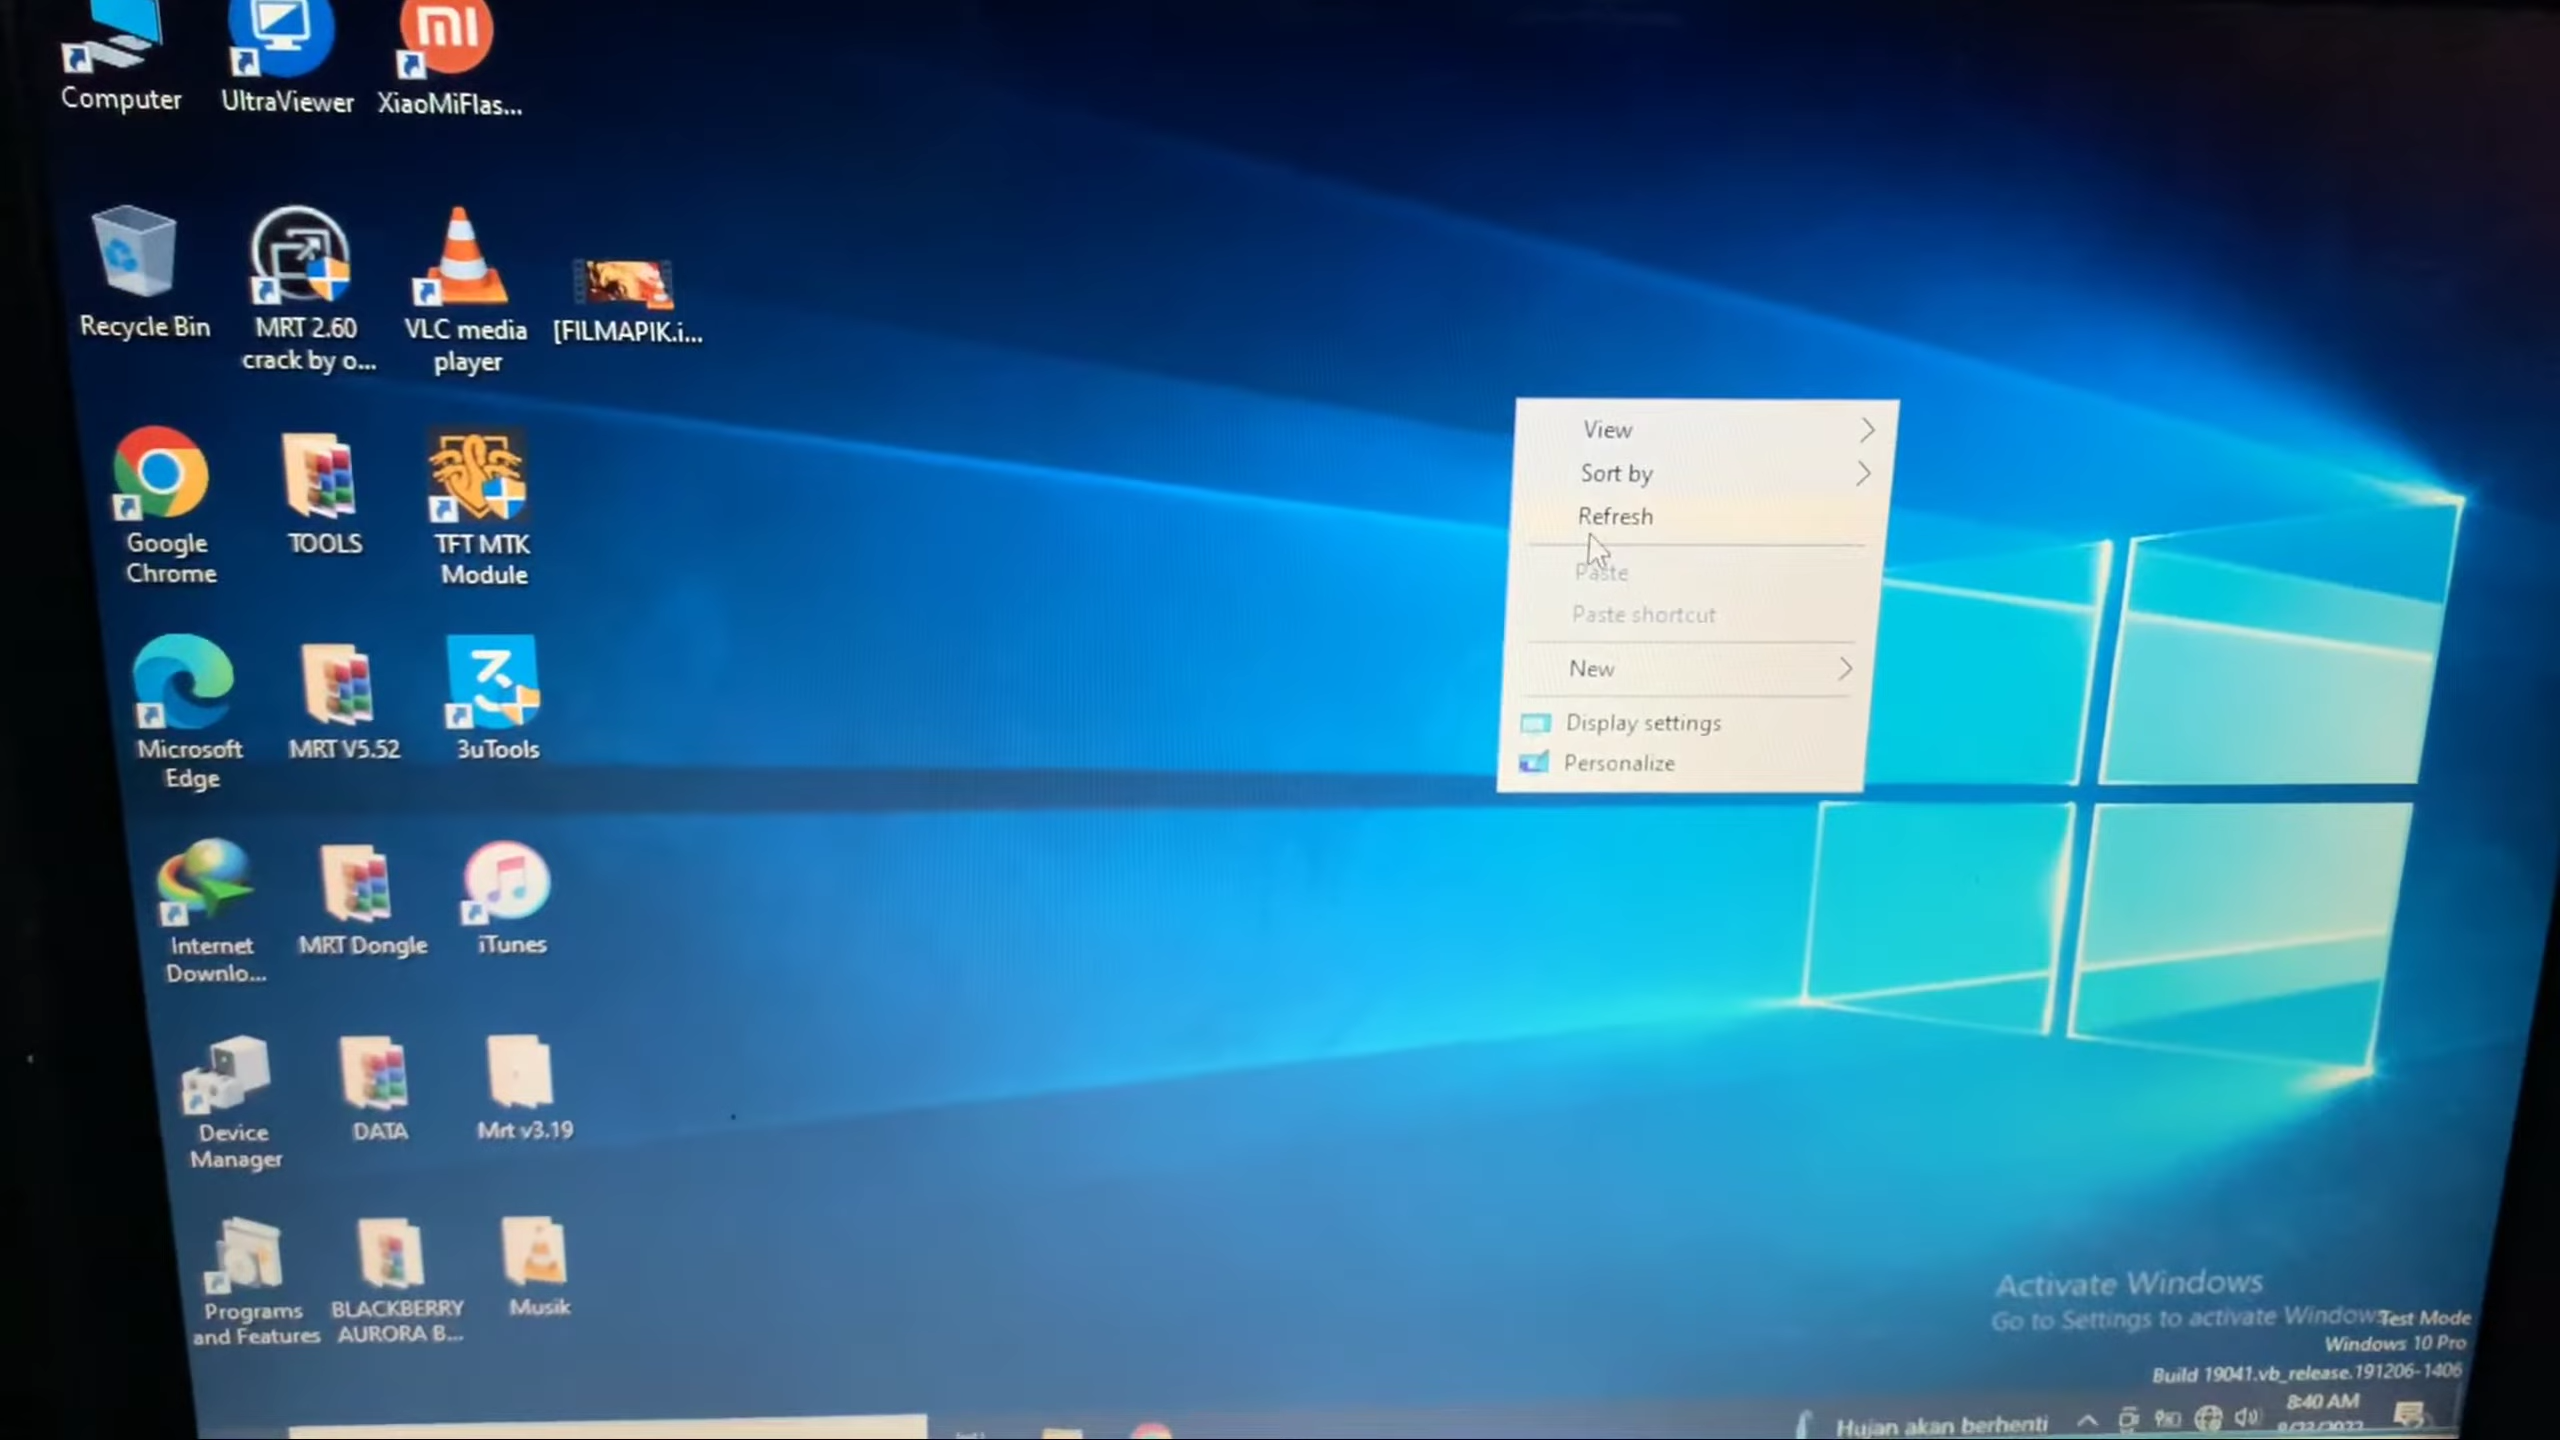 Computer
UltraViewer
XiaoMiFlas...
Recycle Bin
MRT 2.60
crack by o...
VLC media
player
[FILMAPIK.i...
Google
Chrome
TOOLS
TFT MTK
Module
Microsoft
Edge
MRT V5.52
3uTools
Internet
Downlo...
MRT Dongle
iTunes
Device
Manager
DATA
Mrt v3.19
Programs
and Features
BLACKBERRY
AURORA B...
Musik
View
Sort by
Refresh
Paste
Paste shortcut
New
Display settings
Personalize
Activate Windows
Go to Settings to activate Windows
Test Mode
Windows 10 Pro
Build 19041.vb_release.191206-1406
Hujan akan berhenti
8:40 AM